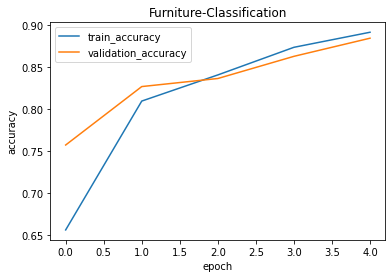 Furniture-Classification
train_accuracy
validation_accuracy
accuracy
0.90
0.85
0.80
0.75
0.70
0.65
0.0 0.5 1.0 1.5 2.0 2.5 3.0 3.5 4.0
epoch